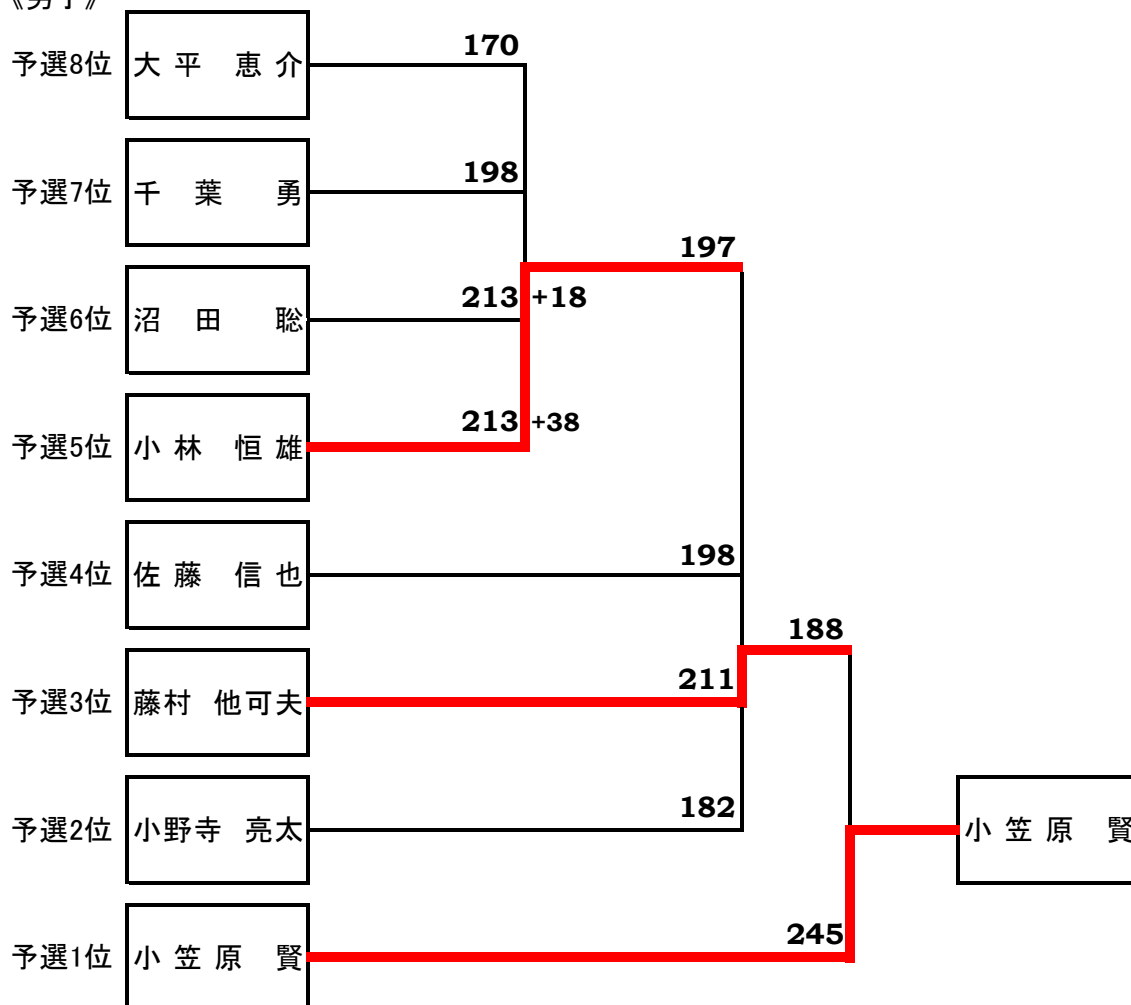 《男子》
予選8位 大平 恵介 170
予選7位 千葉 勇 198
197
予選6位 沼田 聡 213 +18
予選5位 小林 恒雄 213 +38
予選4位 佐藤 信也 198
188
予選3位 藤村 他可夫 211
予選2位 小野寺 亮太 182
小笠原 賢
予選1位 小笠原 賢 245